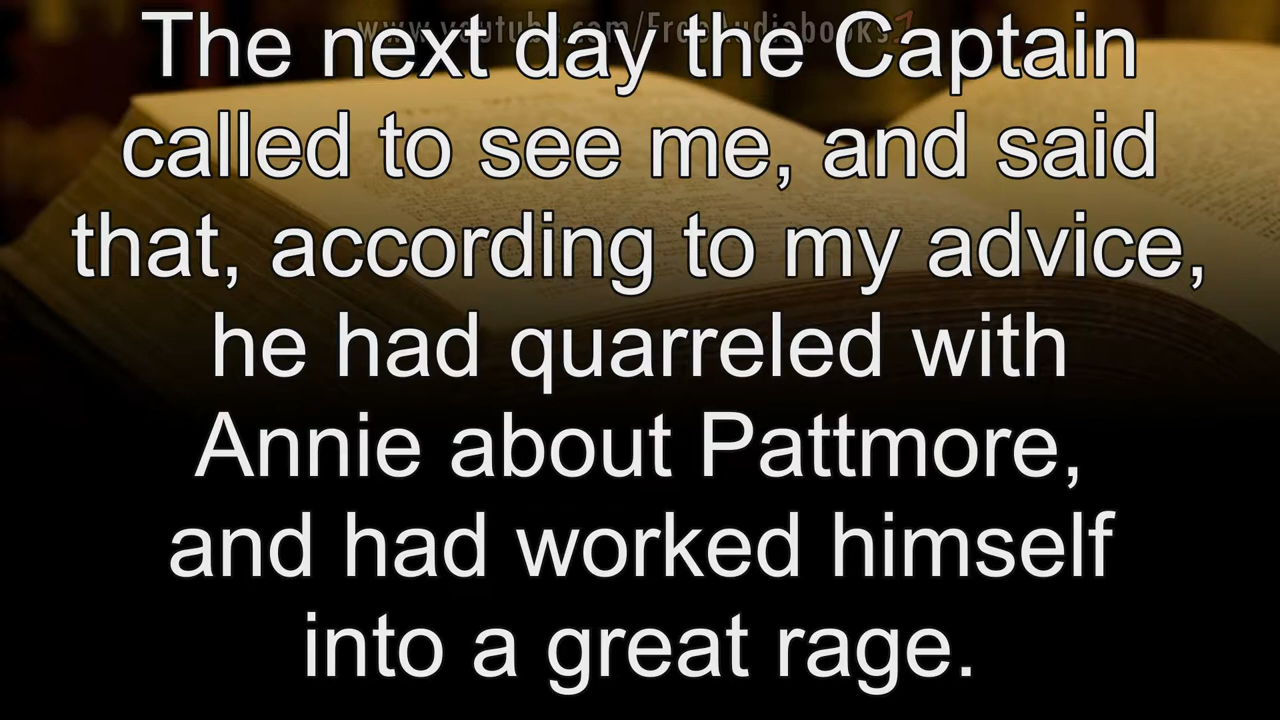 www.youtube.com/FreeAudiobooks1
The next day the Captain
called to see me, and said
that, according to my advice,
he had quarreled with
Annie about Pattmore,
and had worked himself
into a great rage.